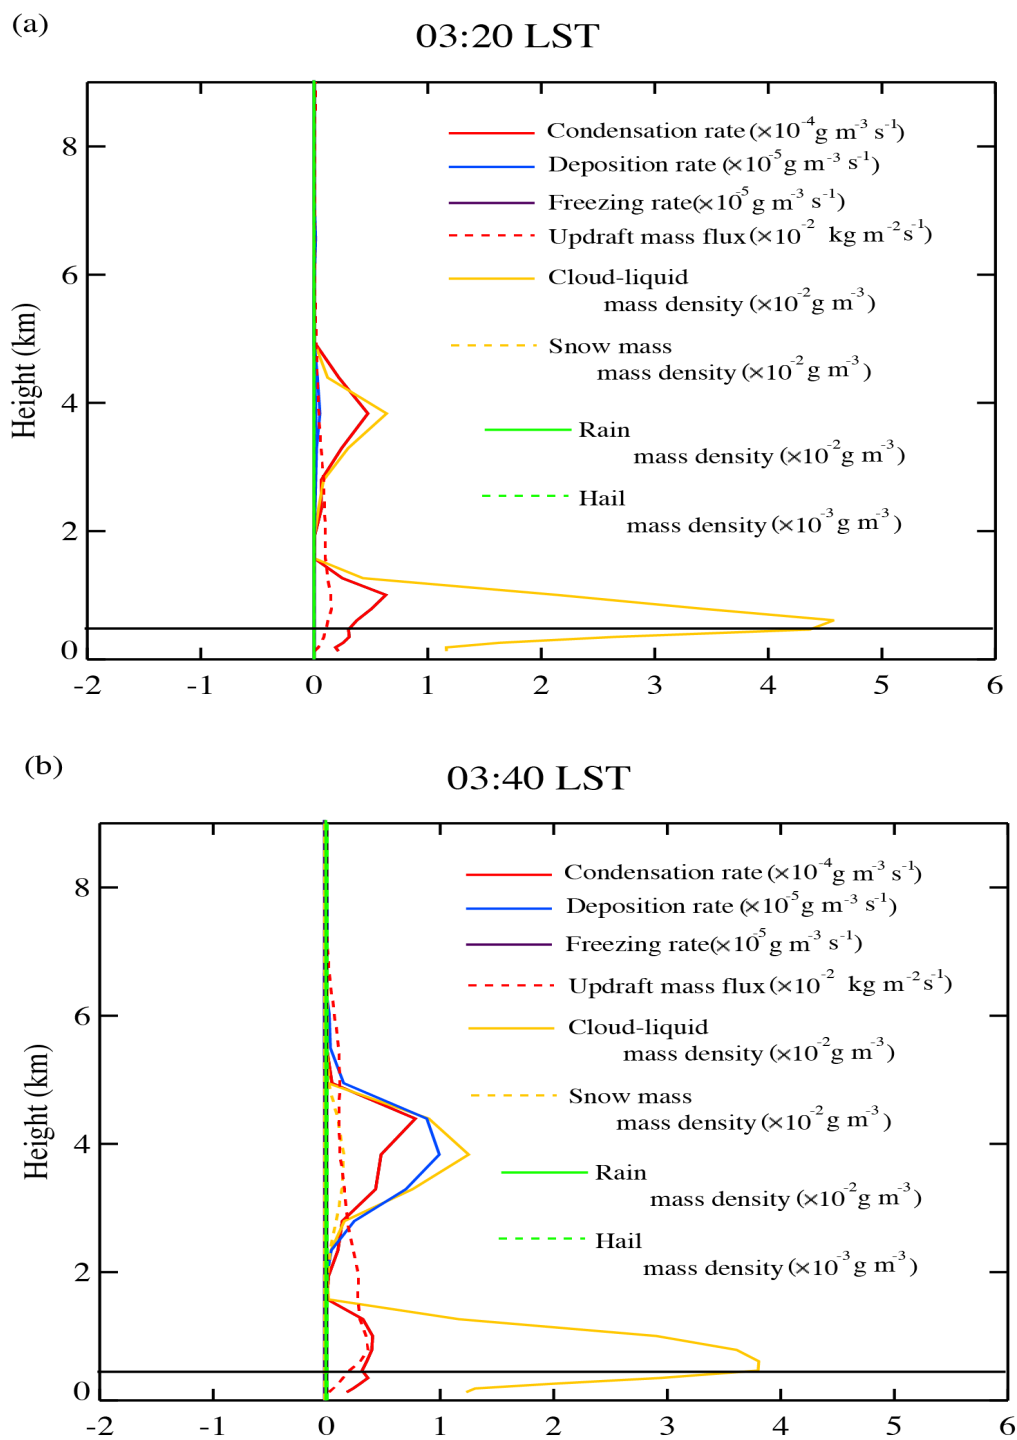 (a)
03:20 LST
Condensation rate (×10⁻⁴g m⁻³ s⁻¹)
Deposition rate (×10⁻⁵g m⁻³ s⁻¹)
Freezing rate(×10⁻⁵g m⁻³ s⁻¹)
Updraft mass flux (×10⁻² kg m⁻²s⁻¹)
Cloud-liquid
mass density (×10⁻²g m⁻³)
Snow mass
mass density (×10⁻²g m⁻³)
Rain
mass density (×10⁻²g m⁻³)
Hail
mass density (×10⁻³g m⁻³)
Height (km)
8
6
4
2
0
-2 -1 0 1 2 3 4 5 6
(b)
03:40 LST
Condensation rate (×10⁻⁴g m⁻³ s⁻¹)
Deposition rate (×10⁻⁵g m⁻³ s⁻¹)
Freezing rate(×10⁻⁵g m⁻³ s⁻¹)
Updraft mass flux (×10⁻² kg m⁻²s⁻¹)
Cloud-liquid
mass density (×10⁻²g m⁻³)
Snow mass
mass density (×10⁻²g m⁻³)
Rain
mass density (×10⁻²g m⁻³)
Hail
mass density (×10⁻³g m⁻³)
Height (km)
8
6
4
2
0
-2 -1 0 1 2 3 4 5 6